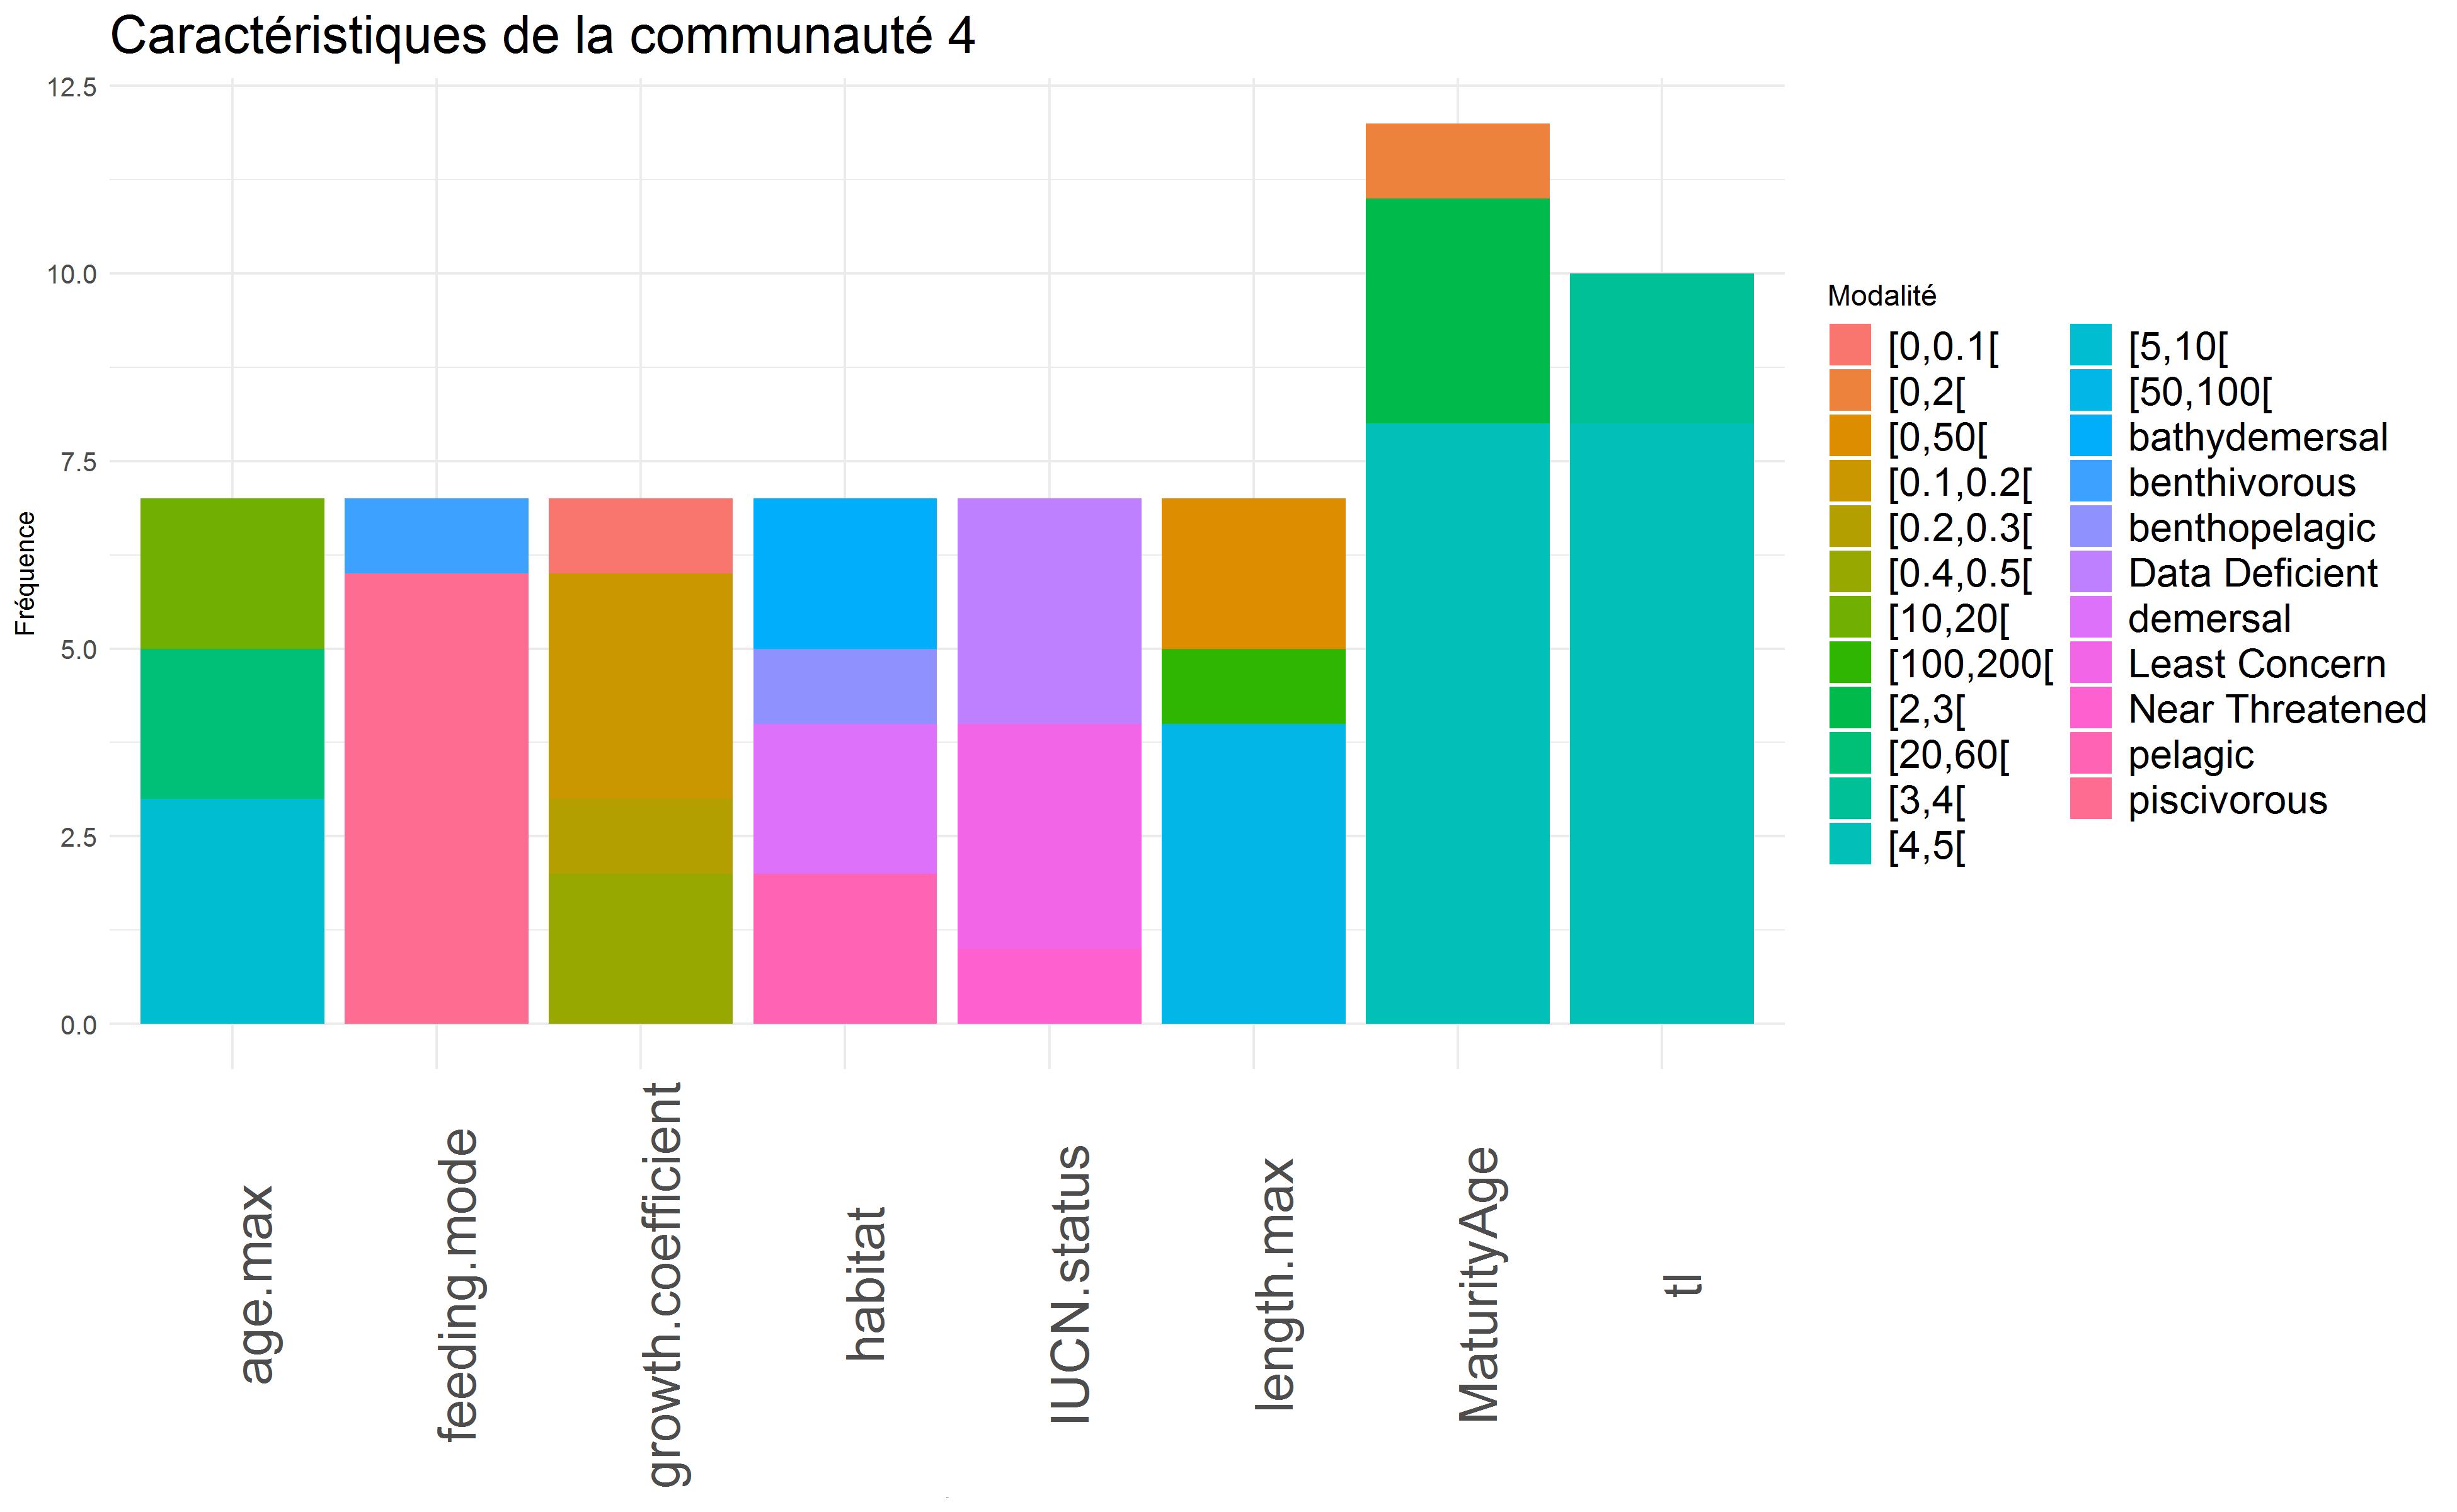 Caractéristiques de la communauté 4
12.5
10.0
7.5
5.0
2.5
0.0
Fréquence
age.max
feeding.mode
growth.coefficient
habitat
IUCN.status
length.max
MaturityAge
tl
Modalité
[0,0.1[
[0,2[
[0,50[
[0.1,0.2[
[0.2,0.3[
[0.4,0.5[
[10,20[
[100,200[
[2,3[
[20,60[
[3,4[
[4,5[
[5,10[
[50,100[
bathydemersal
benthivorous
benthopelagic
Data Deficient
demersal
Least Concern
Near Threatened
pelagic
piscivorous